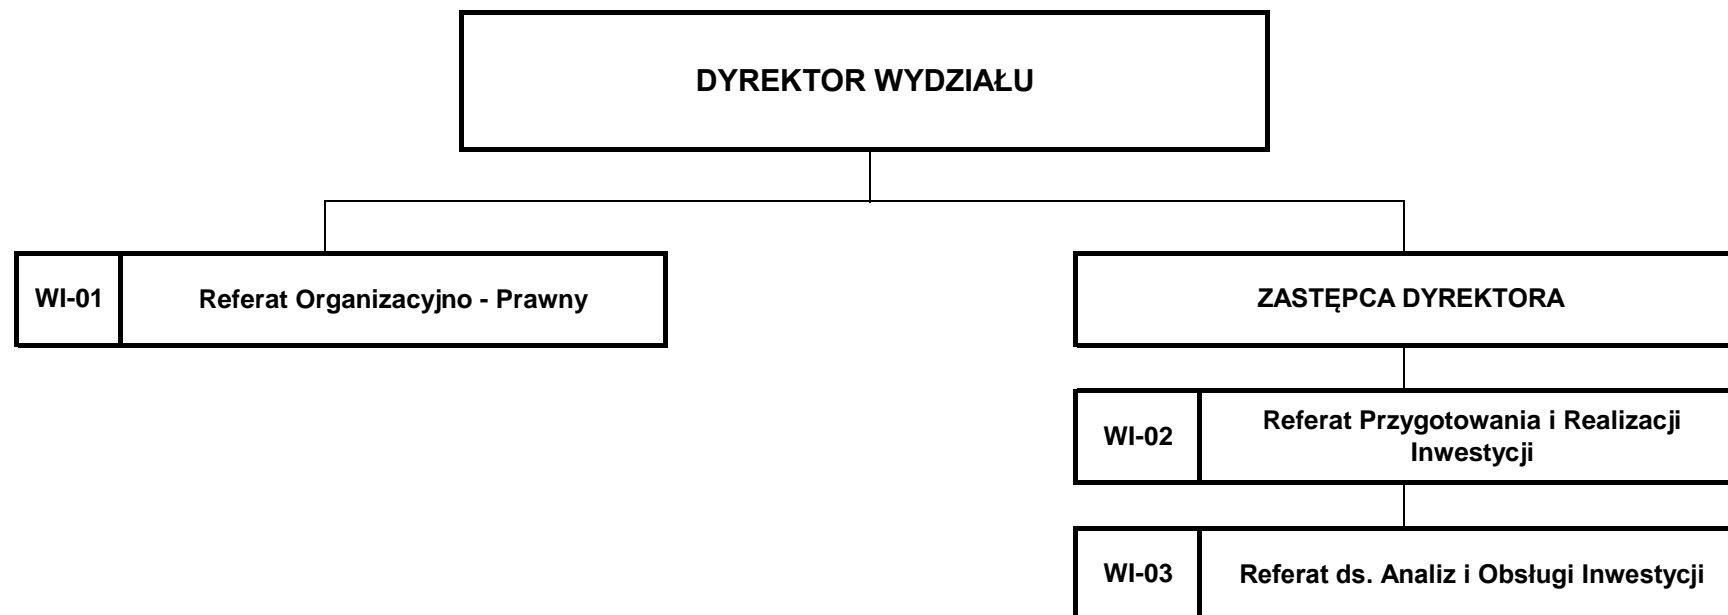 DYREKTOR WYDZIAŁU
WI-01
Referat Organizacyjno - Prawny
ZASTĘPCA DYREKTORA
WI-02
Referat Przygotowania i Realizacji
Inwestycji
WI-03
Referat ds. Analiz i Obsługi Inwestycji